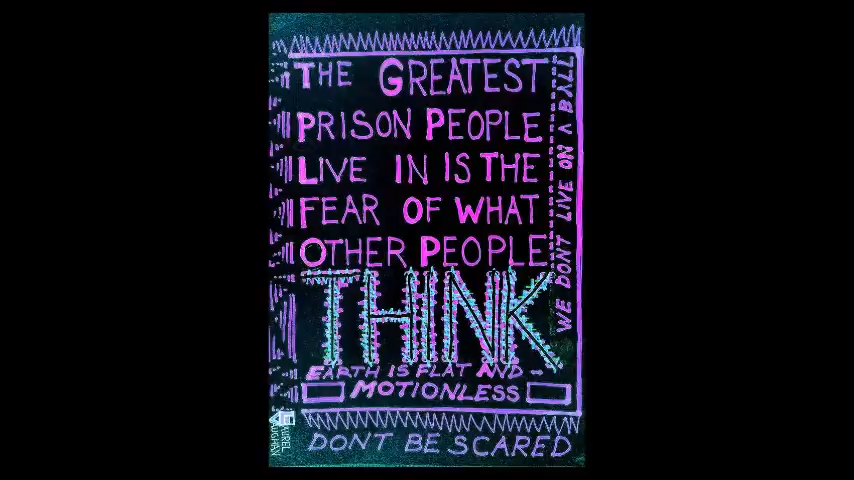 THE GREATEST
PRISON PEOPLE
LIVE IN IS THE
FEAR OF WHAT
OTHER PEOPLE
THINK
EARTH IS FLAT AND -
MOTIONLESS
DONT BE SCARED
WE DONT LIVE ON A BALL